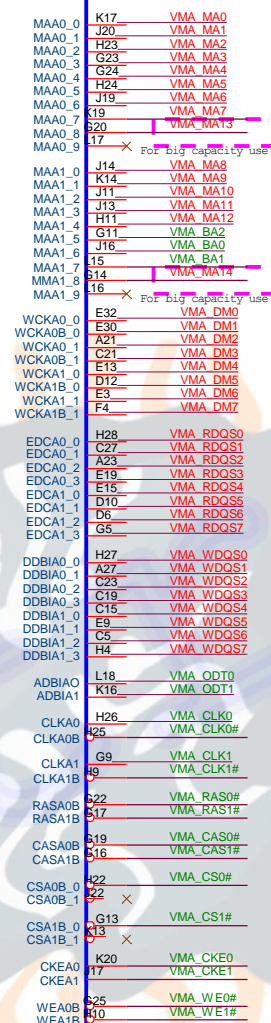 MAA0_0 K17 VMA_MA0
MAA0_1 J20 VMA_MA1
MAA0_2 H23 VMA_MA2
MAA0_3 G23 VMA_MA3
MAA0_4 G24 VMA_MA4
MAA0_5 H24 VMA_MA5
MAA0_6 J19 VMA_MA6
MAA0_7 K19 VMA_MA7
MAA0_8 G20 VMA_MA13
MAA0_9 L17
For big capacity use
MAA1_0 J14 VMA_MA8
MAA1_1 K14 VMA_MA9
MAA1_2 J11 VMA_MA10
MAA1_3 J13 VMA_MA11
MAA1_4 H11 VMA_MA12
MAA1_5 G11 VMA_BA2
MAA1_6 J16 VMA_BA0
MAA1_7 L15 VMA_BA1
MMA1_8 G14 VMA_MA14
MAA1_9 L16
For big capacity use
WCKA0_0 E32 VMA_DM0
WCKA0B_0 E30 VMA_DM1
WCKA0_1 A21 VMA_DM2
WCKA0B_1 C21 VMA_DM3
WCKA1_0 E13 VMA_DM4
WCKA1B_0 D12 VMA_DM5
WCKA1_1 E3 VMA_DM6
WCKA1B_1 F4 VMA_DM7
EDCA0_0 H28 VMA_RDQS0
EDCA0_1 C27 VMA_RDQS1
EDCA0_2 A23 VMA_RDQS2
EDCA0_3 E19 VMA_RDQS3
EDCA1_0 E15 VMA_RDQS4
EDCA1_1 D10 VMA_RDQS5
EDCA1_2 D6 VMA_RDQS6
EDCA1_3 G5 VMA_RDQS7
DDBIA0_0 H27 VMA_WDQS0
DDBIA0_1 A27 VMA_WDQS1
DDBIA0_2 C23 VMA_WDQS2
DDBIA0_3 C19 VMA_WDQS3
DDBIA1_0 C15 VMA_WDQS4
DDBIA1_1 E9 VMA_WDQS5
DDBIA1_2 C5 VMA_WDQS6
DDBIA1_3 H4 VMA_WDQS7
ADBIAO L18 VMA_ODT0
ADBIA1 K16 VMA_ODT1
CLKA0 H26 VMA_CLK0
CLKA0B H25 VMA_CLK0#
CLKA1 G9 VMA_CLK1
CLKA1B H9 VMA_CLK1#
RASA0B G22 VMA_RAS0#
RASA1B G17 VMA_RAS1#
CASA0B G19 VMA_CAS0#
CASA1B G16 VMA_CAS1#
CSA0B_0 H22 VMA_CS0#
CSA0B_1 J22
CSA1B_0 G13 VMA_CS1#
CSA1B_1 K13
CKEA0 K20 VMA_CKE0
CKEA1 J17 VMA_CKE1
WEA0B G25 VMA_WE0#
WEA1B H10 VMA_WE1#